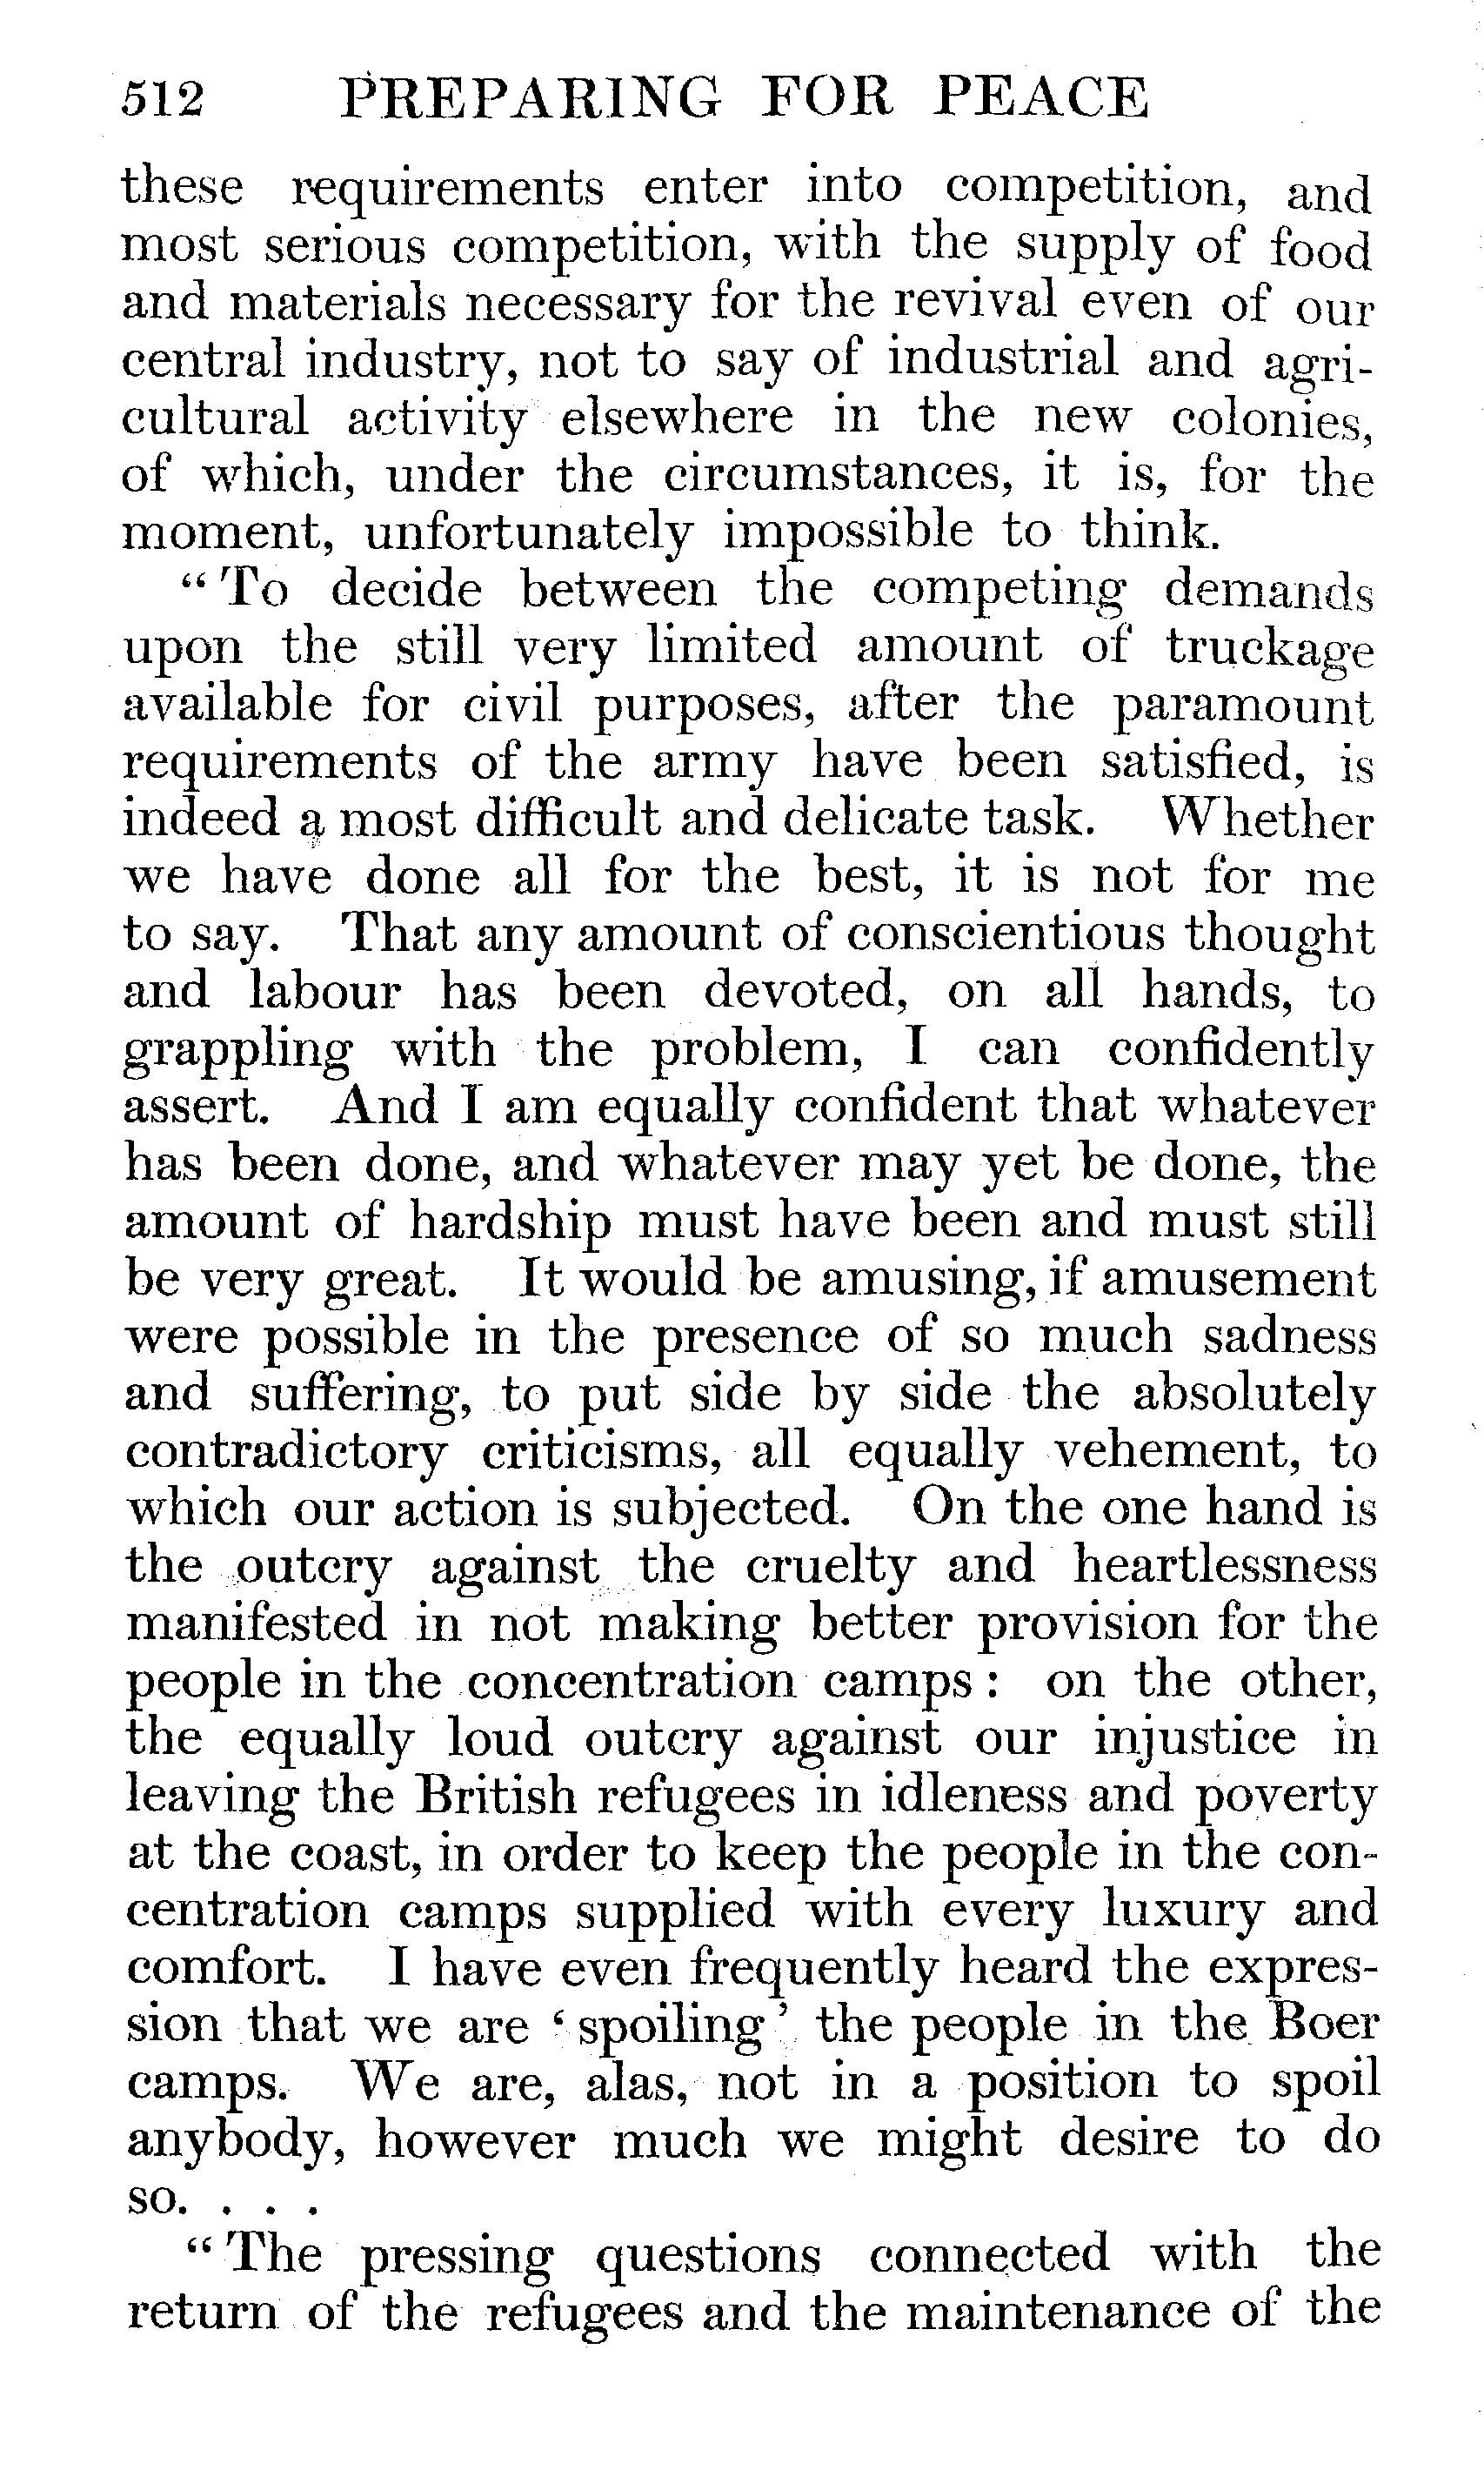 512 PREPARING FOR PEACE
these requirements enter into competition, and
most serious competition, with the supply of food
and materials necessary for the revival even of our
central industry, not to say of industrial and agri-
cultural activity elsewhere in the new colonies,
of which, under the circumstances, it is, for the
moment, unfortunately impossible to think.
“ To decide between the competing demands
upon the still very limited amount of truckage
available for civil purposes, after the paramount
requirements of the army have been satisfied, is
indeed a most difficult and delicate task. Whether
we have done all for the best, it is not for me
to say. That any amount of conscientious thought
and labour has been devoted, on all hands, to
grappling with the problem, I can confidently
assert. And I am equally confident that whatever
has been done, and whatever may yet be done, the
amount of hardship must have been and must still
be very great. It would be amusing, if amusement
were possible in the presence of so much sadness
and suffering, to put side by side the absolutely
contradictory criticisms, all equally vehement, to
which our action is subjected. On the one hand is
the outcry against the cruelty and heartlessness
manifested in not making better provision for the
people in the concentration camps : on the other,
the equally loud outcry against our injustice in
leaving the British refugees in idleness and poverty
at the coast, in order to keep the people in the con-
centration camps supplied with every luxury and
comfort. I have even frequently heard the expres-
sion that we are ‘ spoiling ’ the people in the Boer
camps. We are, alas, not in a position to spoil
anybody, however much we might desire to do
so. . . .
“ The pressing questions connected with the
return of the refugees and the maintenance of the